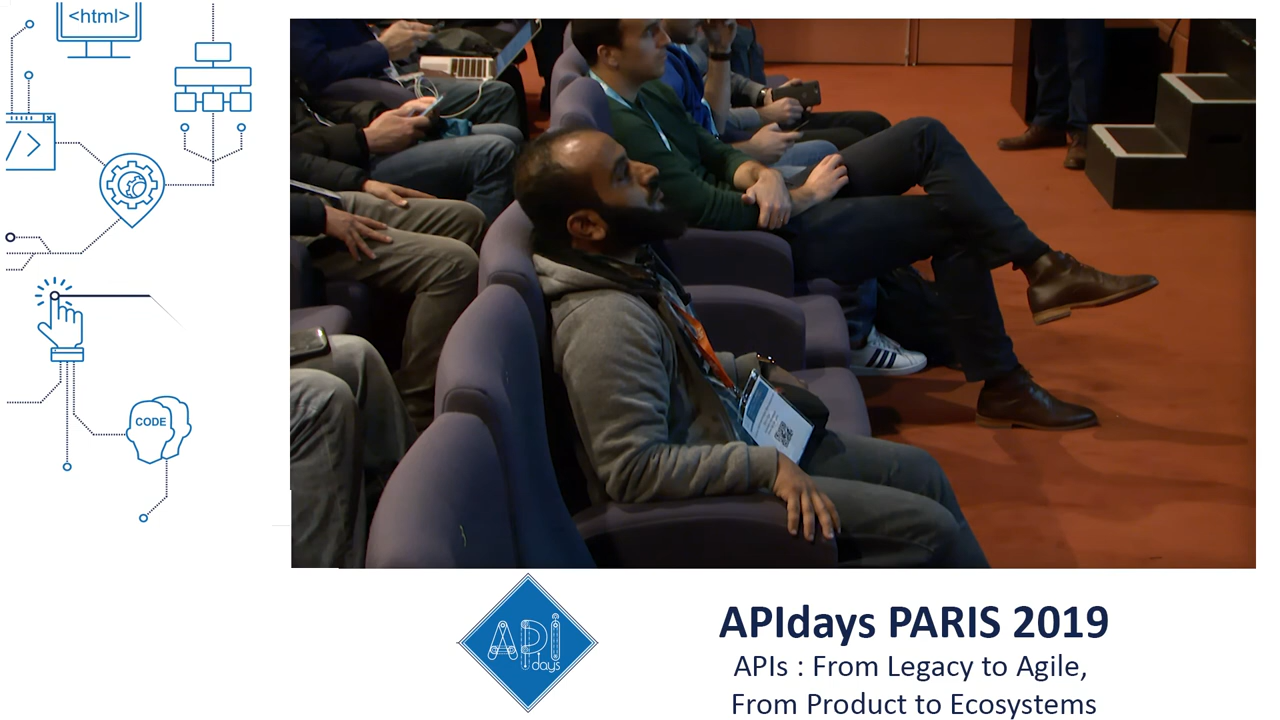 <html>
</>
CODE
API
days
APIdays PARIS 2019
APIs : From Legacy to Agile,
From Product to Ecosystems